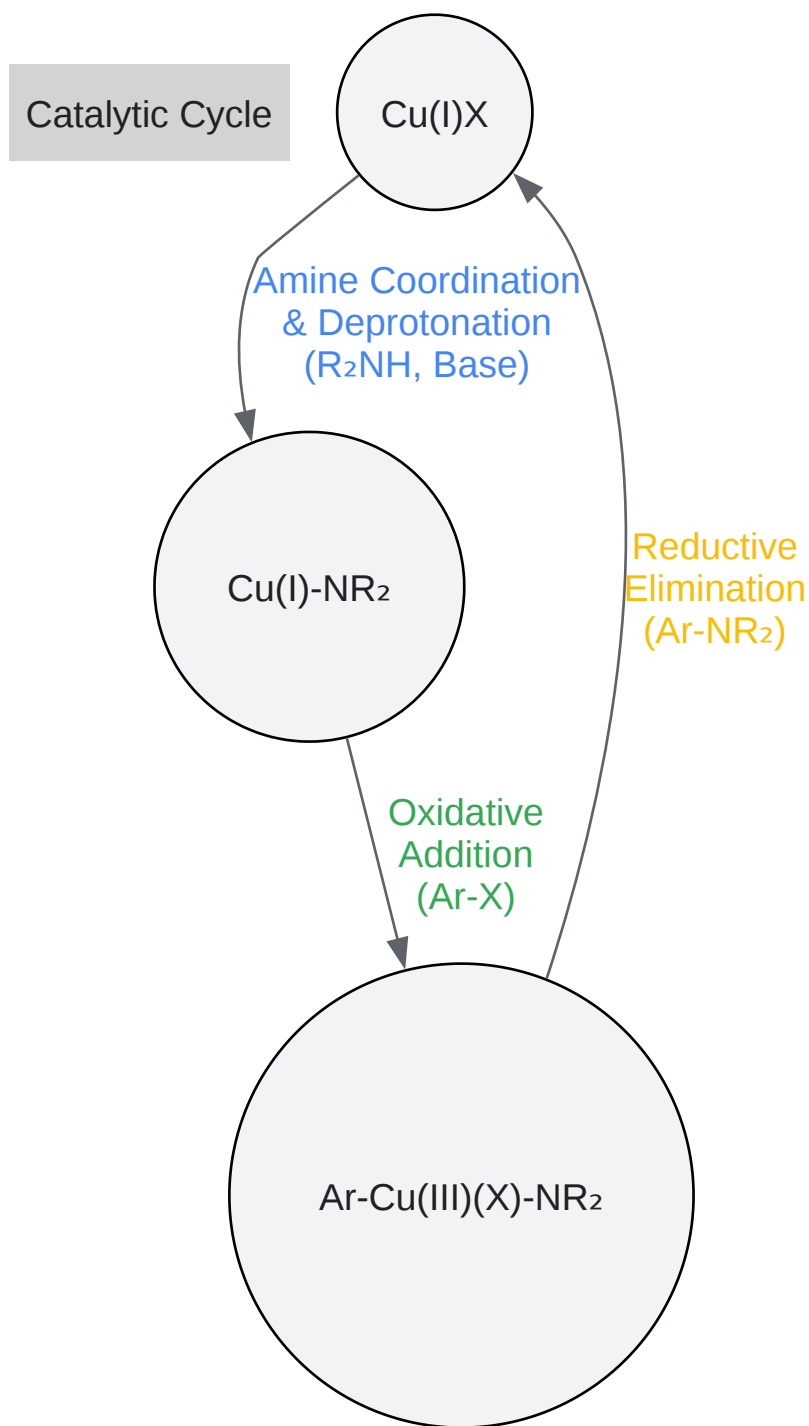 Catalytic Cycle
Cu(I)X
Amine Coordination
& Deprotonation
(R₂NH, Base)
Cu(I)-NR₂
Reductive
Elimination
(Ar-NR₂)
Oxidative
Addition
(Ar-X)
Ar-Cu(III)(X)-NR₂